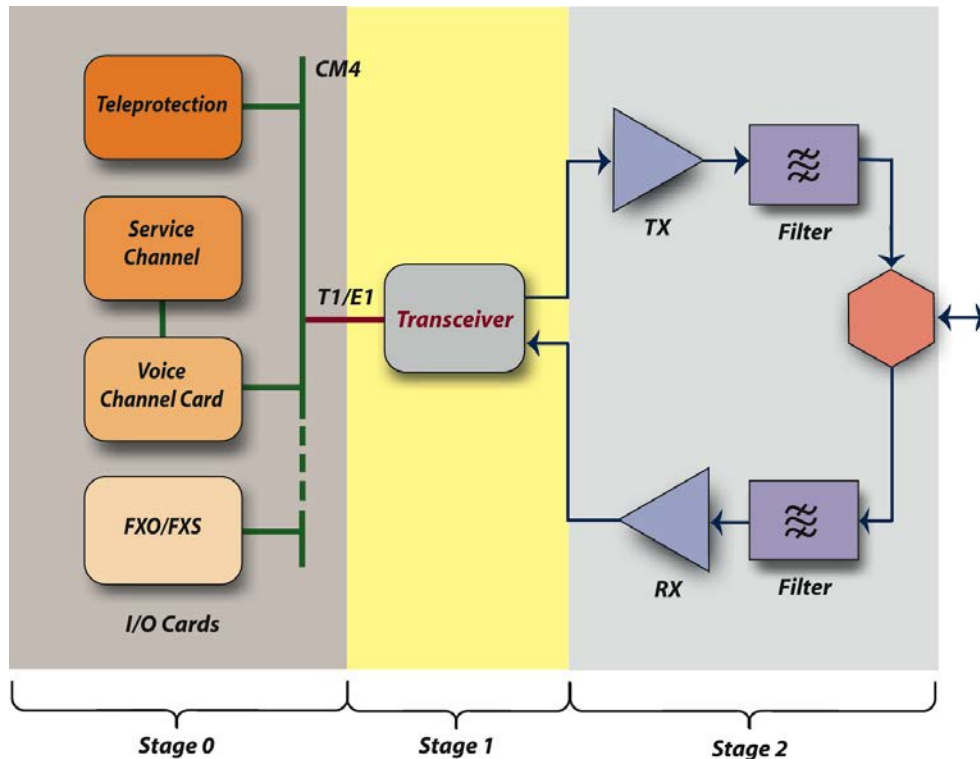 CM4
Teleprotection
Service
Channel
T1/E1
Voice
Channel Card
FXO/FXS
I/O Cards
Transceiver
TX
Filter
RX
Filter
Stage 0
Stage 1
Stage 2